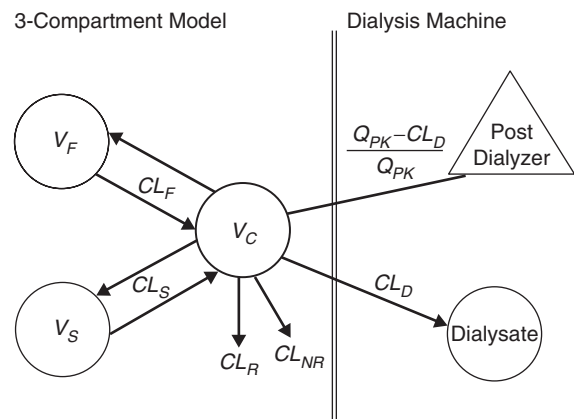 3-Compartment Model
Dialysis Machine
V_F
Q_PK–CL_D
Q_PK
Post
Dialyzer
CL_F
V_C
CL_S
CL_D
V_S
Dialysate
CL_R
CL_NR